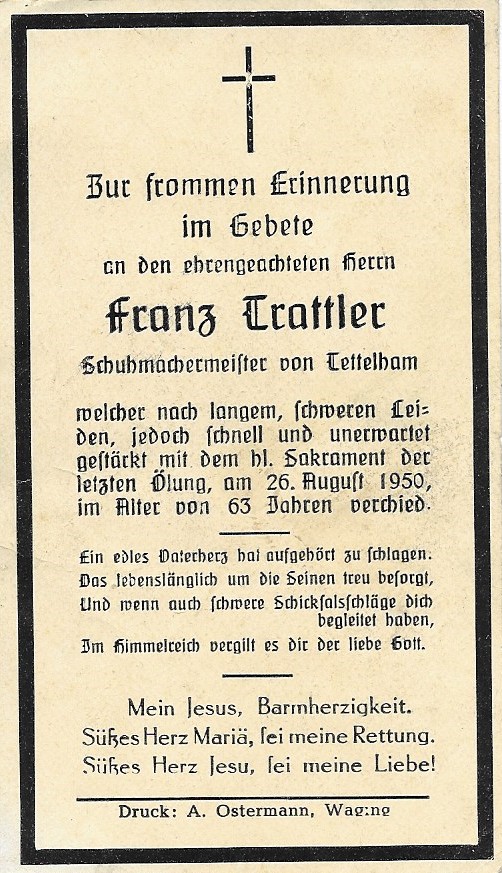 Zur frommen Erinnerung
im Gebete
an den ehrengeachteten Herrn
Franz Trattler
Schuhmachermeister von Tettelham
welcher nach langem, schweren Lei=
den, jedoch schnell und unerwartet
gestärkt mit dem hl. Sakrament der
letzten Ölung, am 26. August 1950,
im Alter von 63 Jahren verchied.
Ein edles Vaterherz hat aufgehört zu schlagen.
Das lebenslänglich um die Seinen treu besorgt,
Und wenn auch schwere Schicksalsschläge dich
begleitet haben,
Im Himmelreich vergilt es dir der liebe Gott.
Mein Jesus, Barmherzigkeit.
Süßes Herz Mariä, sei meine Rettung.
Süßes Herz Jesu, sei meine Liebe!
Druck: A. Ostermann, Waging